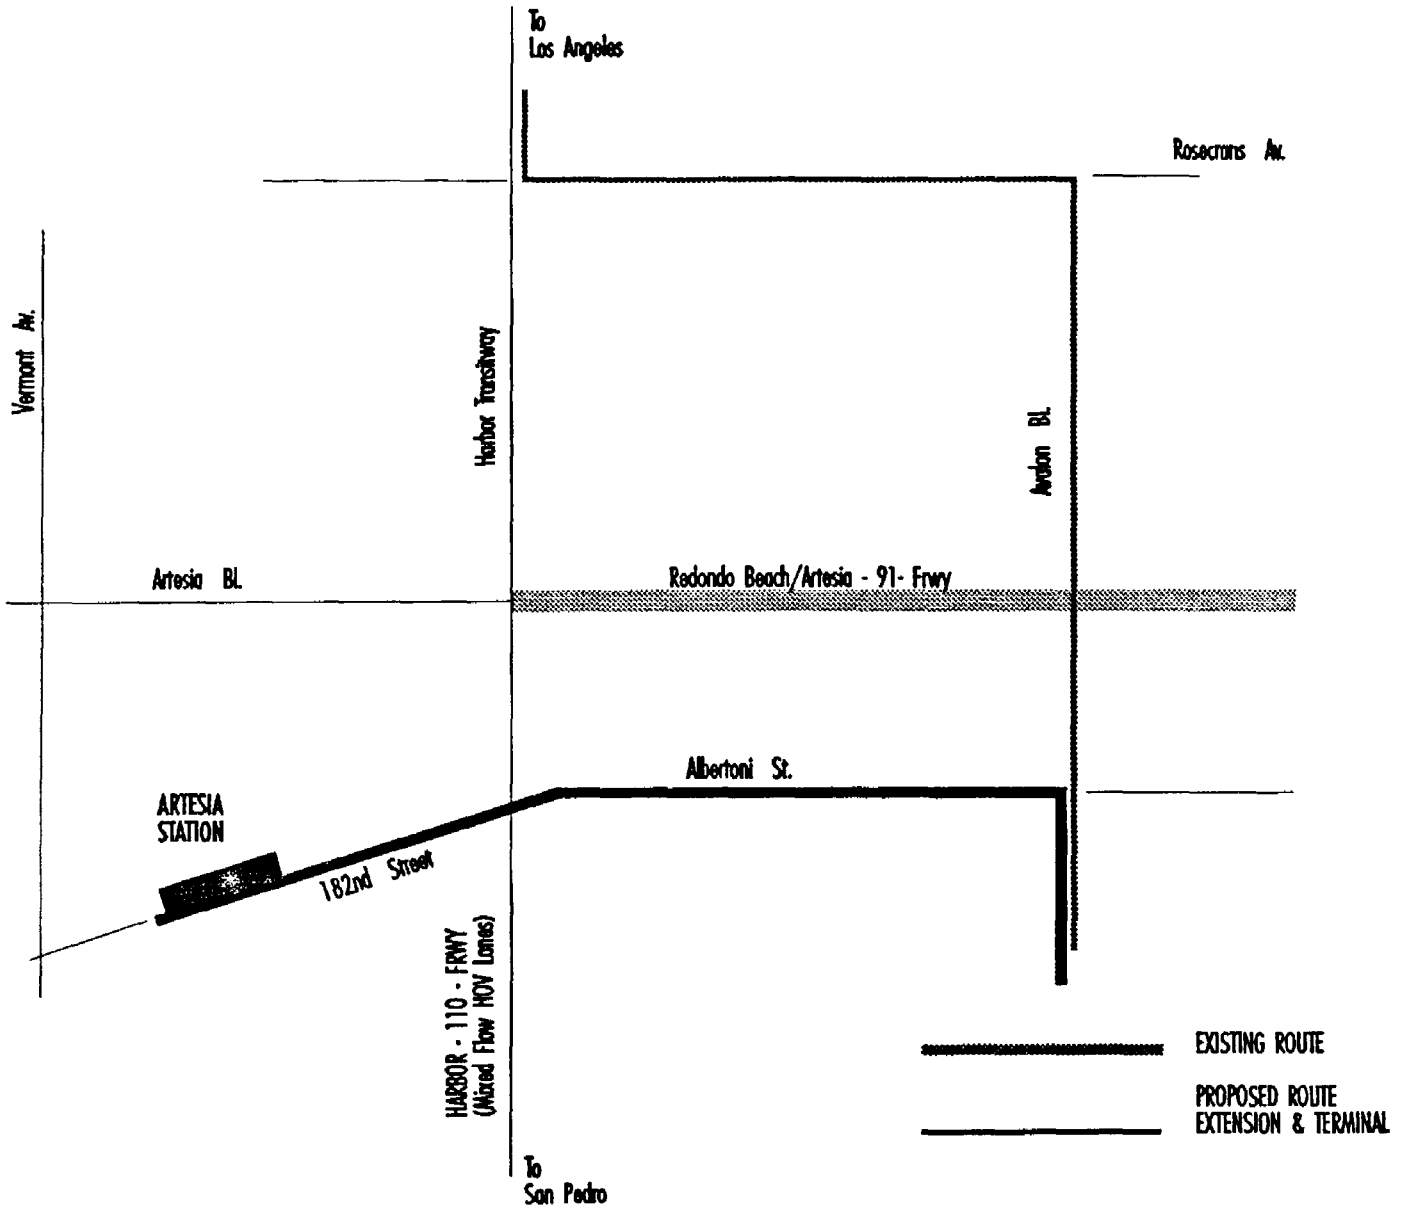 To
Los Angeles
Rosecrans Av.
Vermont Av.
Harbor Transitway
Avalon Bl.
Artesia Bl.
Redondo Beach/Artesia - 91- Frwy
Albertoni St.
ARTESIA
STATION
182nd Street
HARBOR - 110 - FRWY
(Mixed Flow HOV Lanes)
EXISTING ROUTE
PROPOSED ROUTE
EXTENSION & TERMINAL
To
San Pedro